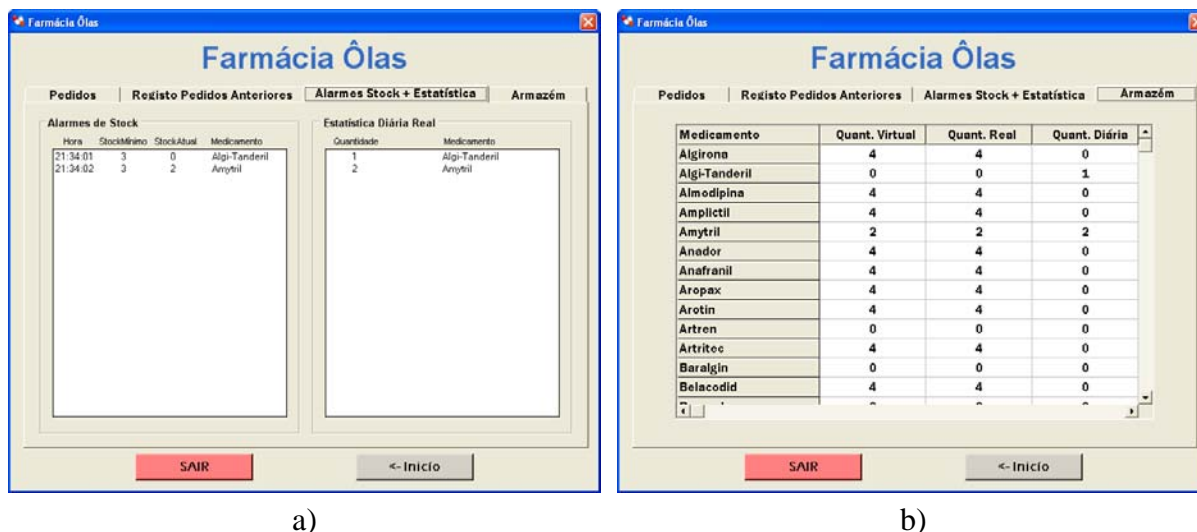 Farmácia Ôlas
Farmácia Ôlas
Pedidos Registo Pedidos Anteriores Alarmes Stock + Estatística Armazém
Alarmes de Stock Estatística Diária Real
Hora StockMínimo StockAtual Medicamento Quantidade Medicamento
21:34:01 3 0 Algi-Tanderil 1 Algi-Tanderil
21:34:02 3 2 Amytril 2 Amytril
SAIR <- Inicío
a)
Farmácia Ôlas
Farmácia Ôlas
Pedidos Registo Pedidos Anteriores Alarmes Stock + Estatística Armazém
Medicamento Quant. Virtual Quant. Real Quant. Diária
Algirona 4 4 0
Algi-Tanderil 0 0 1
Almodipina 4 4 0
Amplictil 4 4 0
Amytril 2 2 2
Anador 4 4 0
Anafranil 4 4 0
Aropax 4 4 0
Arotin 4 4 0
Artren 0 0 0
Artritec 4 4 0
Baralgin 0 0 0
Belacodid 4 4 0
SAIR <- Inicío
b)